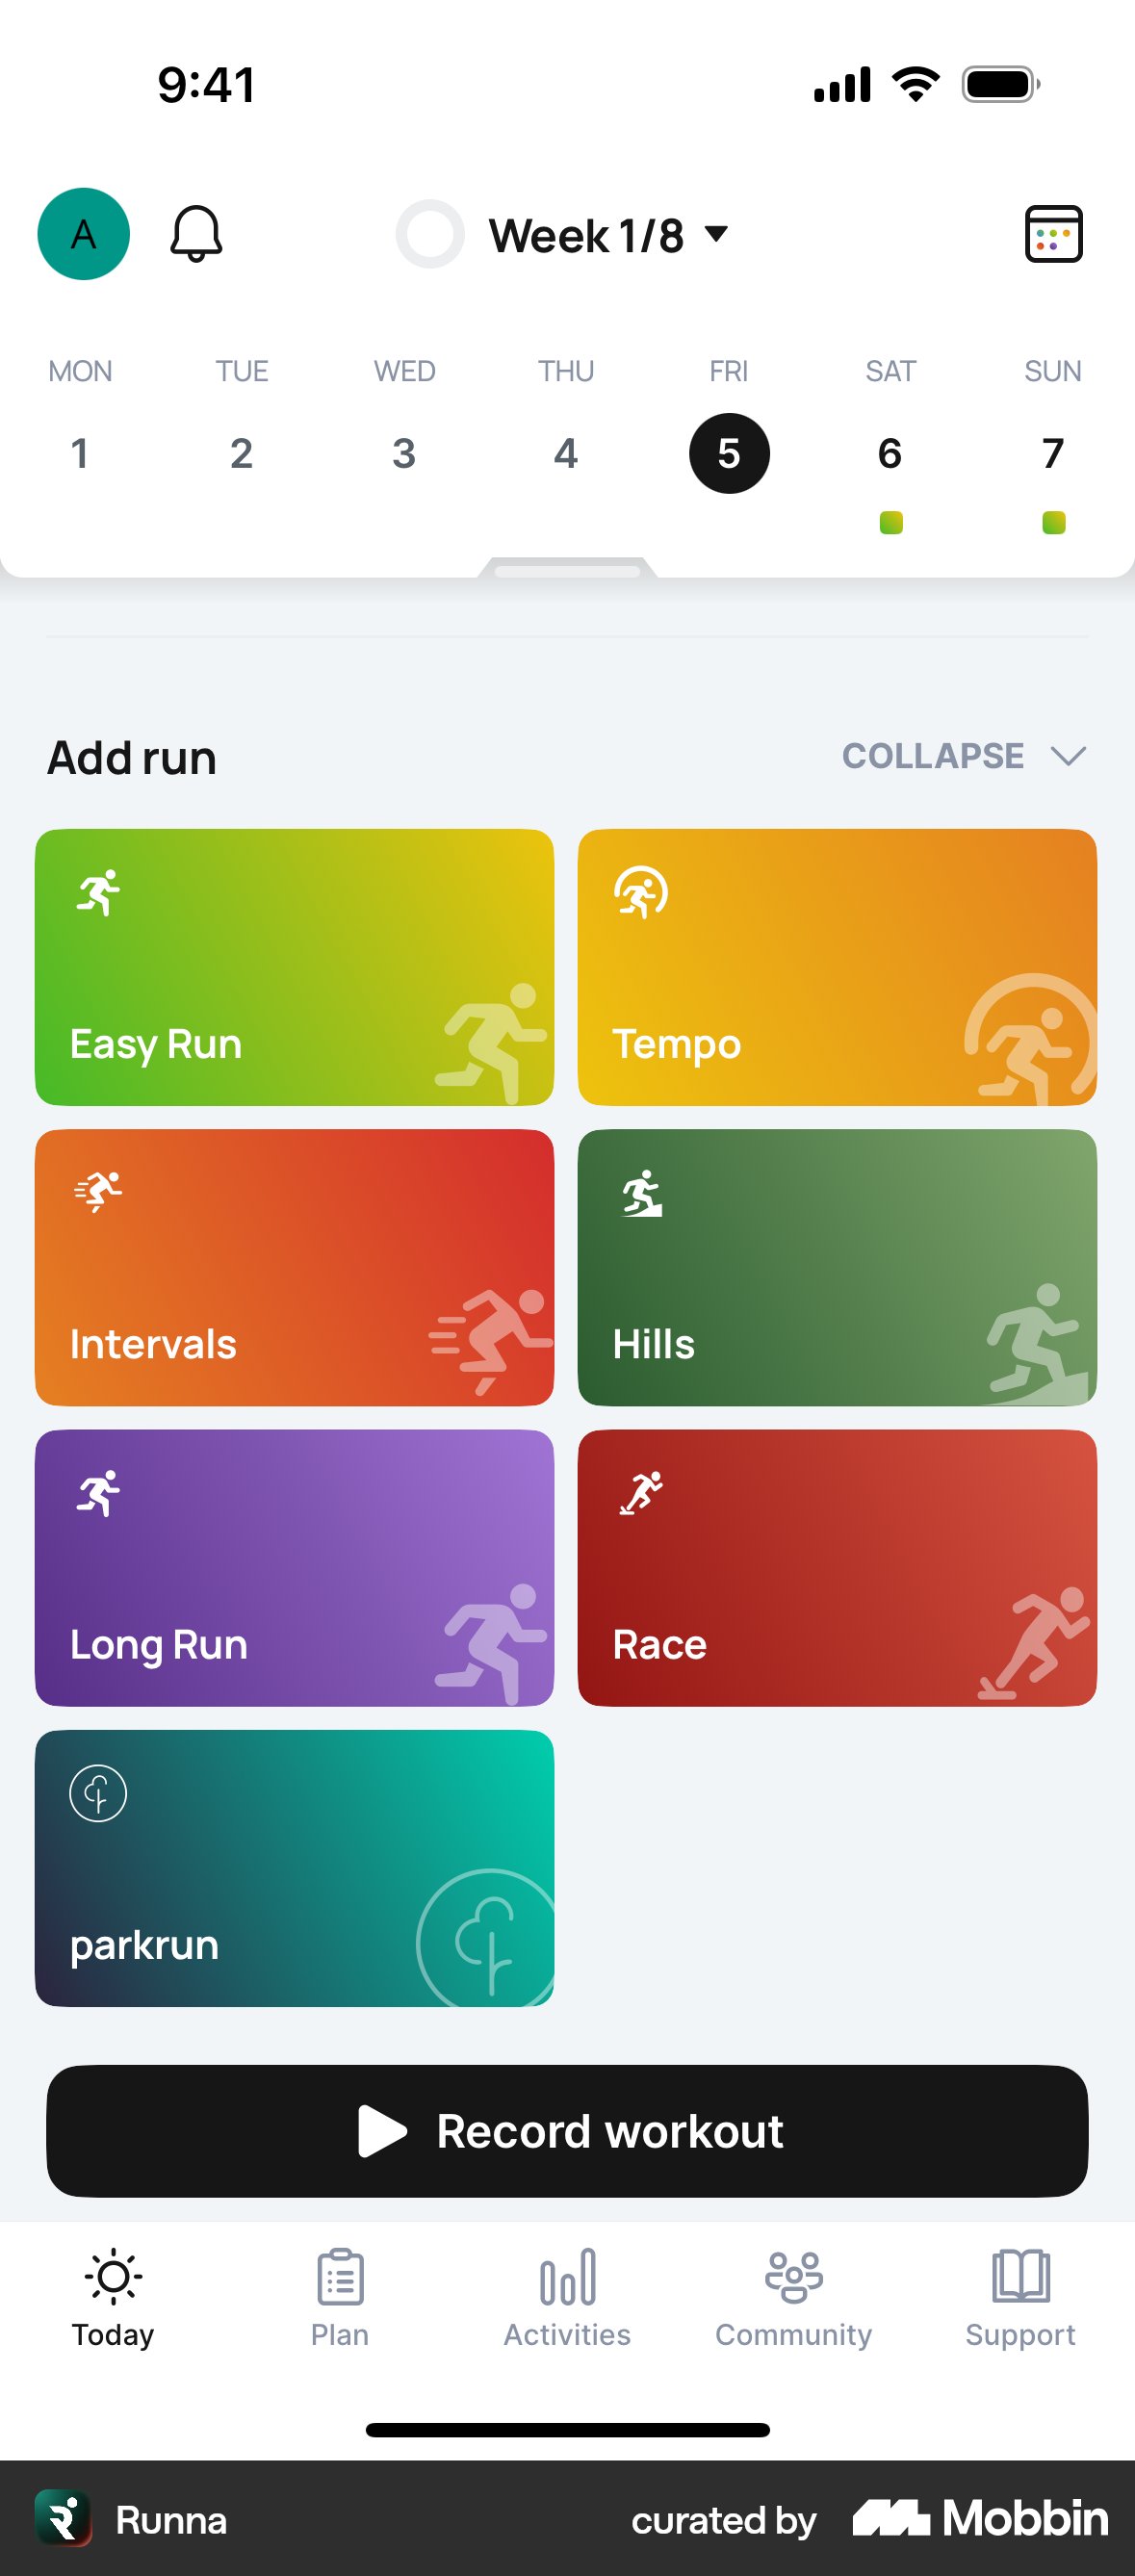 9:41
A
Week 1/8
MON TUE WED THU FRI SAT SUN
1 2 3 4 5 6 7
Add run
COLLAPSE
Easy Run
Tempo
Intervals
Hills
Long Run
Race
parkrun
Record workout
Today Plan Activities Community Support
Runna
curated by Mobbin